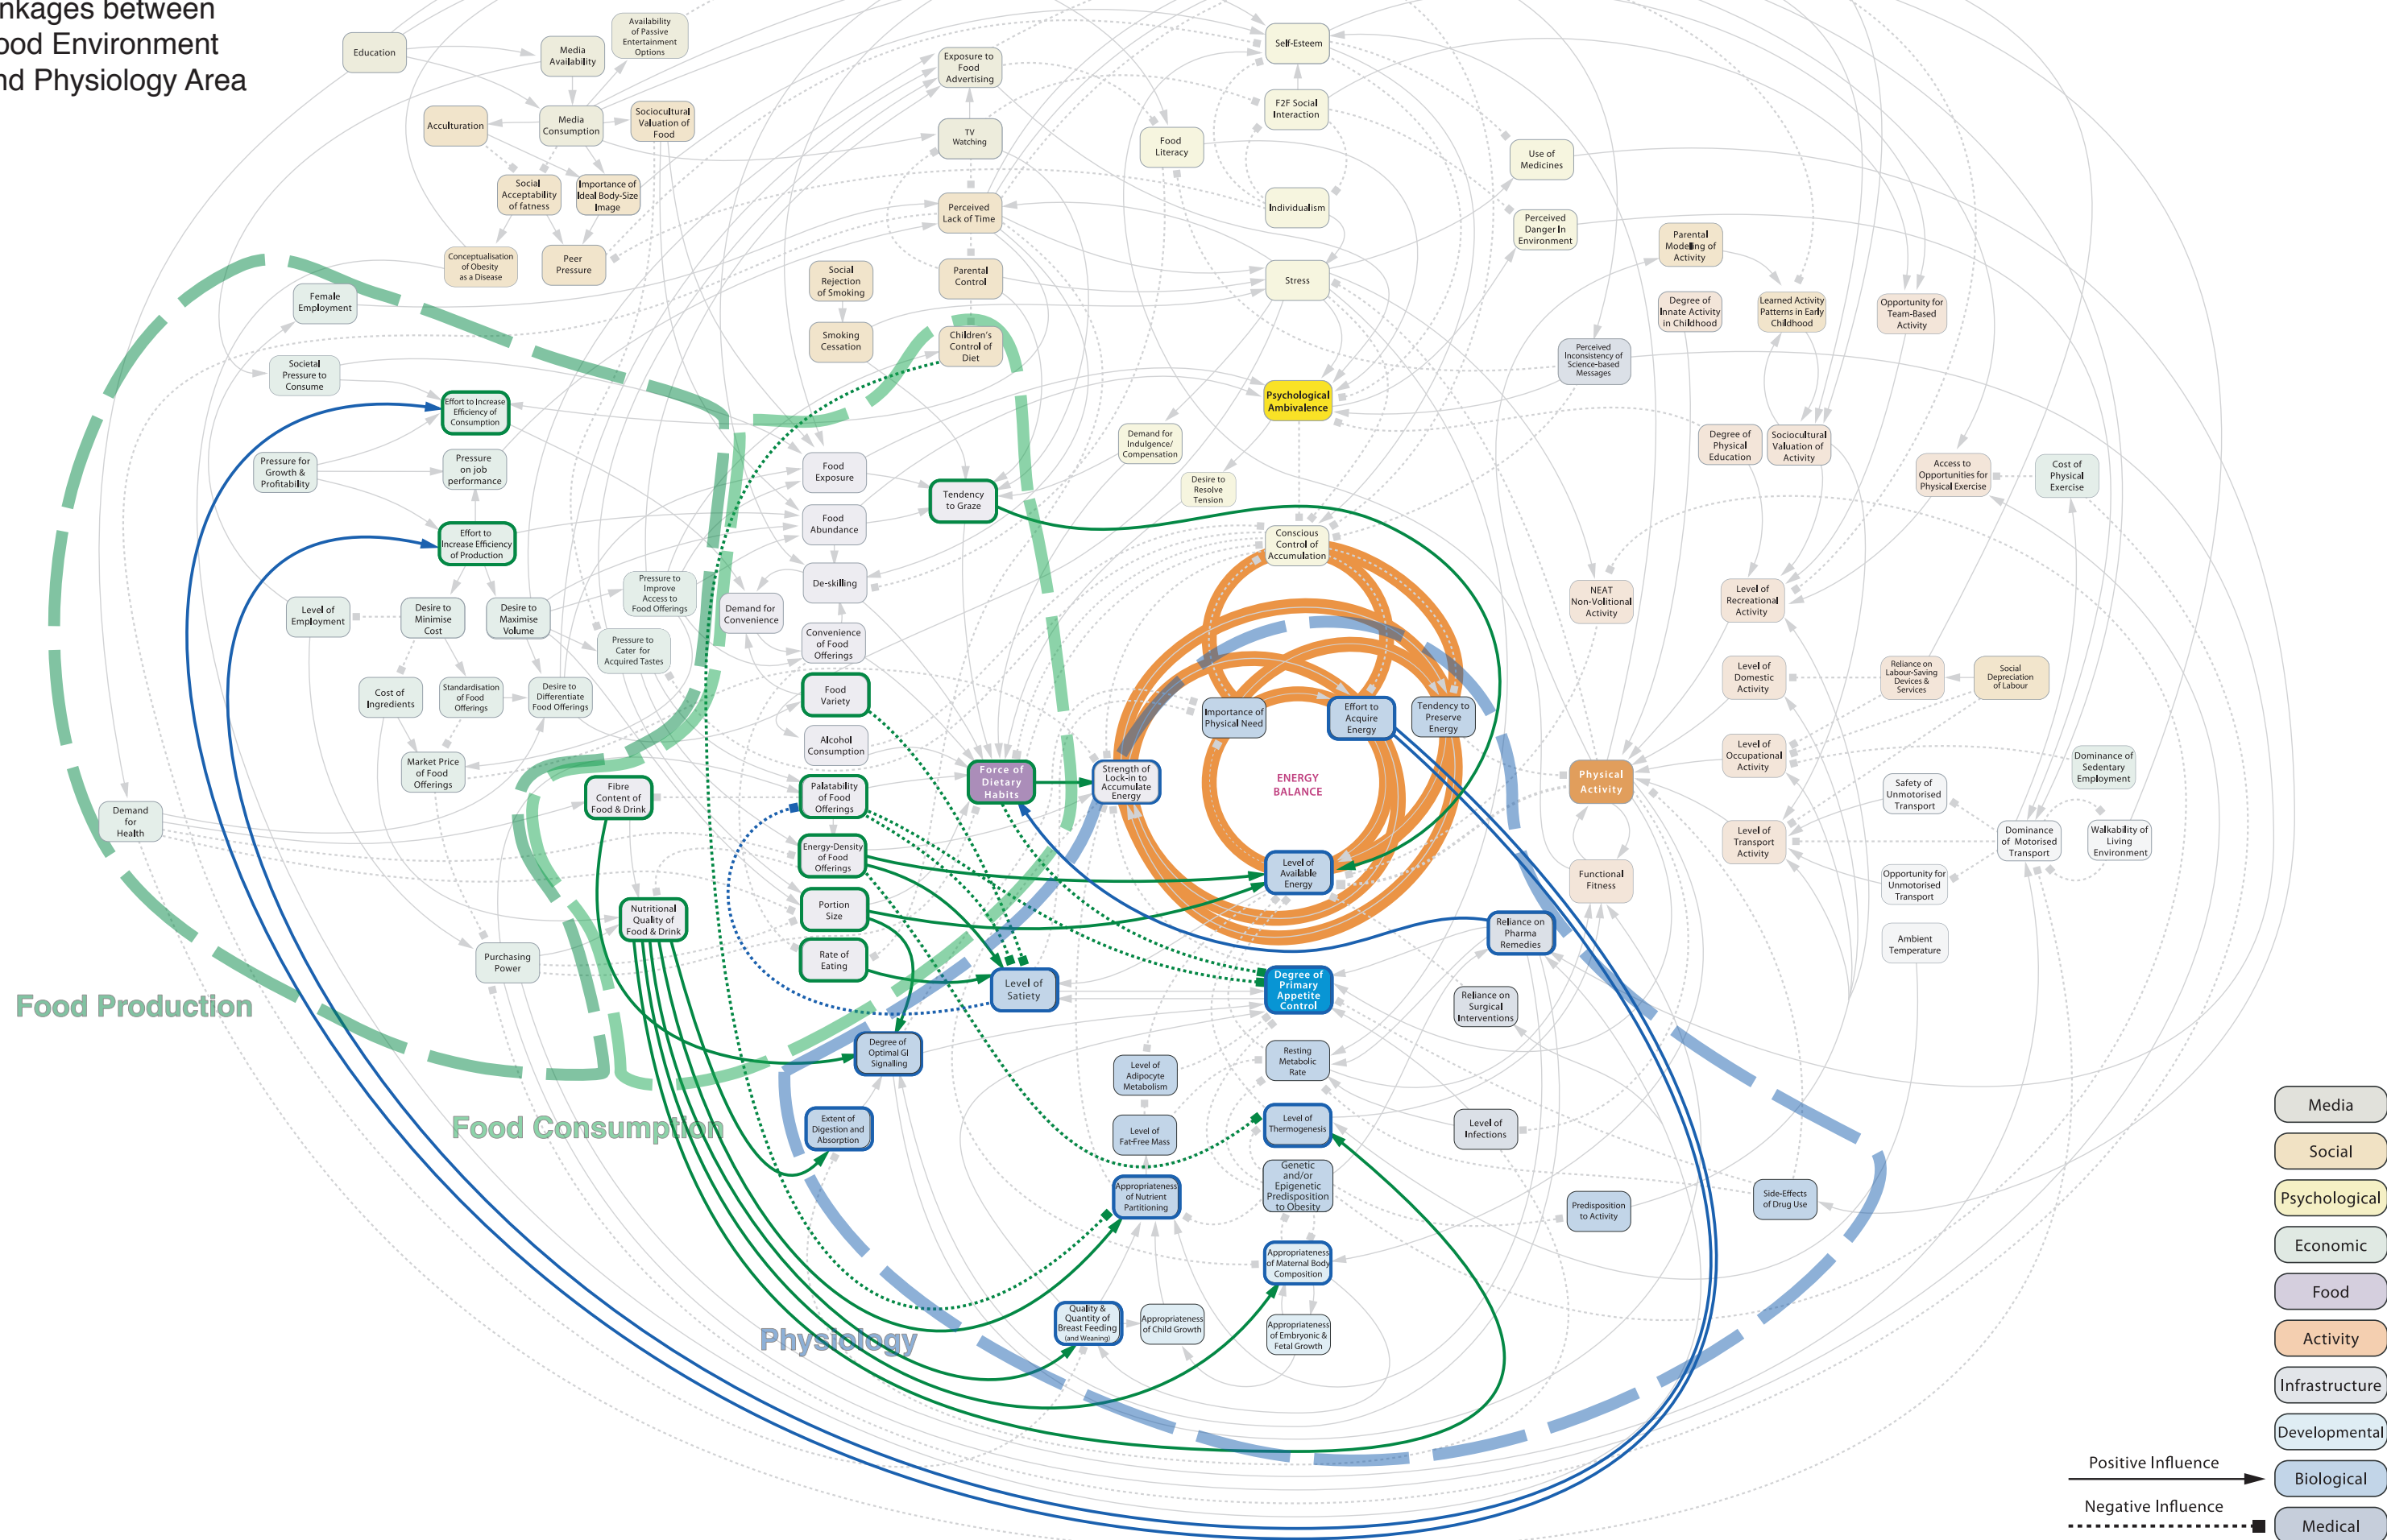 nkages between
ood Environment
nd Physiology Area
Education
Media
Availability
Availability
of Passive
Entertainment
Options
Acculturation
Media
Consumption
Sociocultural
Valuation of
Food
Social
Acceptability
of fatness
Importance of
Ideal Body-Size
Image
Conceptualisation
of Obesity
as a Disease
Peer
Pressure
Exposure to
Food
Advertising
TV
Watching
Perceived
Lack of Time
Parental
Control
Children's
Control of
Diet
Social
Rejection
of Smoking
Smoking
Cessation
Food
Literacy
Self-Esteem
F2F Social
Interaction
Individualism
Stress
Psychological
Ambivalence
Demand for
Indulgence/
Compensation
Desire to
Resolve
Tension
Conscious
Control of
Accumulation
Use of
Medicines
Perceived
Danger In
Environment
Perceived
Inconsistency of
Science-based
Messages
Parental
Modelling of
Activity
Degree of
Innate Activity
in Childhood
Learned Activity
Patterns in Early
Childhood
Opportunity for
Team-Based
Activity
Degree of
Physical
Education
Sociocultural
Valuation of
Activity
Access to
Opportunities for
Physical Exercise
Cost of
Physical
Exercise
Female
Employment
Societal
Pressure to
Consume
Effort to Increase
Efficiency of
Consumption
Pressure for
Growth &
Profitability
Pressure
on job
performance
Effort to
Increase Efficiency
of Production
Level of
Employment
Desire to
Minimise
Cost
Desire to
Maximise
Volume
Pressure to
Improve
Access to
Food Offerings
Pressure to
Cater for
Acquired Tastes
Cost of
Ingredients
Standardisation
of Food
Offerings
Desire to
Differentiate
Food Offerings
Market Price
of Food
Offerings
Demand
for
Health
Purchasing
Power
Food
Exposure
Food
Abundance
De-skilling
Demand for
Convenience
Convenience
of Food
Offerings
Food
Variety
Alcohol
Consumption
Tendency
to Graze
Fibre
Content of
Food & Drink
Palatability
of Food
Offerings
Energy-Density
of Food
Offerings
Portion
Size
Rate of
Eating
Nutritional
Quality of
Food & Drink
Force of
Dietary
Habits
Strength of
Lock-in to
Accumulate
Energy
Importance of
Physical Need
Effort to
Acquire
Energy
Tendency to
Preserve
Energy
ENERGY
BALANCE
Level of
Available
Energy
NEAT
Non-Volitional
Activity
Level of
Recreational
Activity
Level of
Domestic
Activity
Reliance on
Labour-Saving
Devices &
Services
Social
Depreciation
of Labour
Level of
Occupational
Activity
Dominance of
Sedentary
Employment
Physical
Activity
Safety of
Unmotorised
Transport
Level of
Transport
Activity
Dominance
of Motorised
Transport
Walkability of
Living
Environment
Functional
Fitness
Opportunity for
Unmotorised
Transport
Ambient
Temperature
Reliance on
Pharma
Remedies
Reliance on
Surgical
Interventions
Level of
Satiety
Degree of
Primary
Appetite
Control
Degree of
Optimal GI
Signalling
Extent of
Digestion and
Absorption
Level of
Adipocyte
Metabolism
Resting
Metabolic
Rate
Level of
Fat-Free Mass
Level of
Thermogenesis
Level of
Infections
Appropriateness
of Nutrient
Partitioning
Genetic
and/or
Epigenetic
Predisposition
to Obesity
Predisposition
to Activity
Side-Effects
of Drug Use
Appropriateness
of Maternal Body
Composition
Quality &
Quantity of
Breast Feeding
(and Weaning)
Appropriateness
of Child Growth
Appropriateness
of Embryonic &
Fetal Growth
Food Production
Food Consumption
Physiology
Media
Social
Psychological
Economic
Food
Activity
Infrastructure
Developmental
Biological
Medical
Positive Influence
Negative Influence